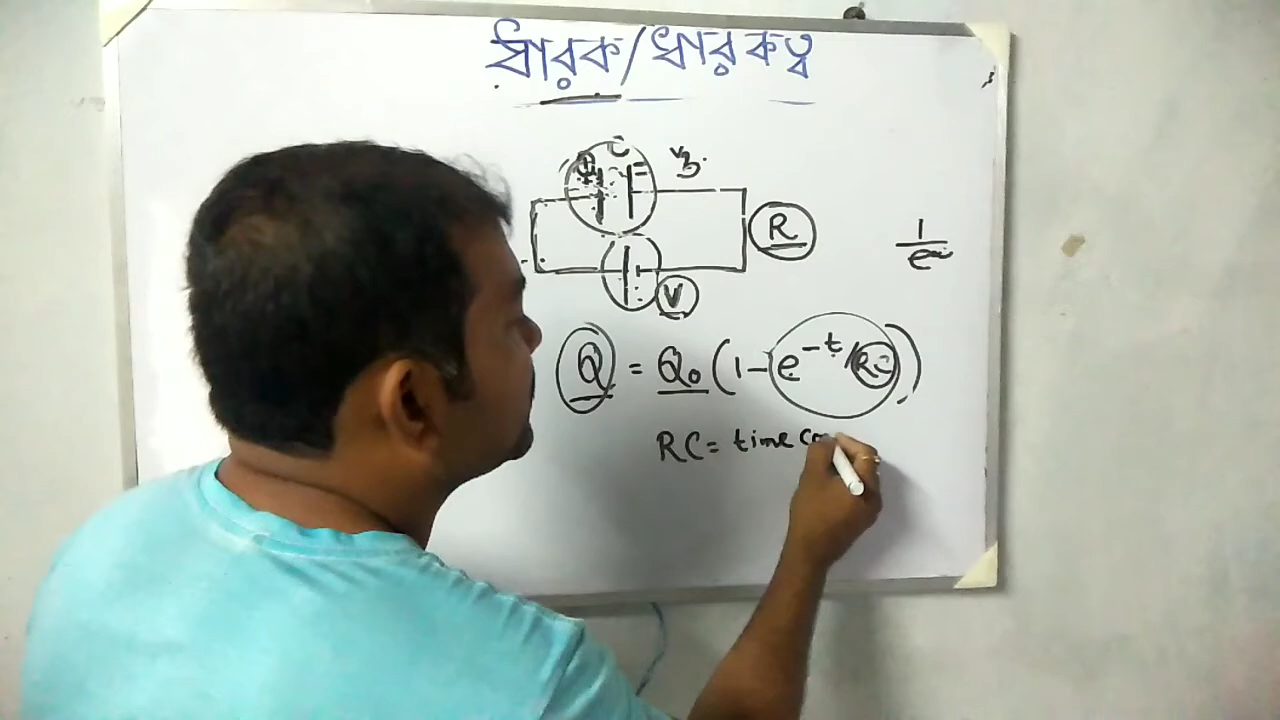 ধারক/ধারকত্ব
C
R
V
1/e^∞
Q = Q₀ (1 - e^-t/RC)
RC = time co